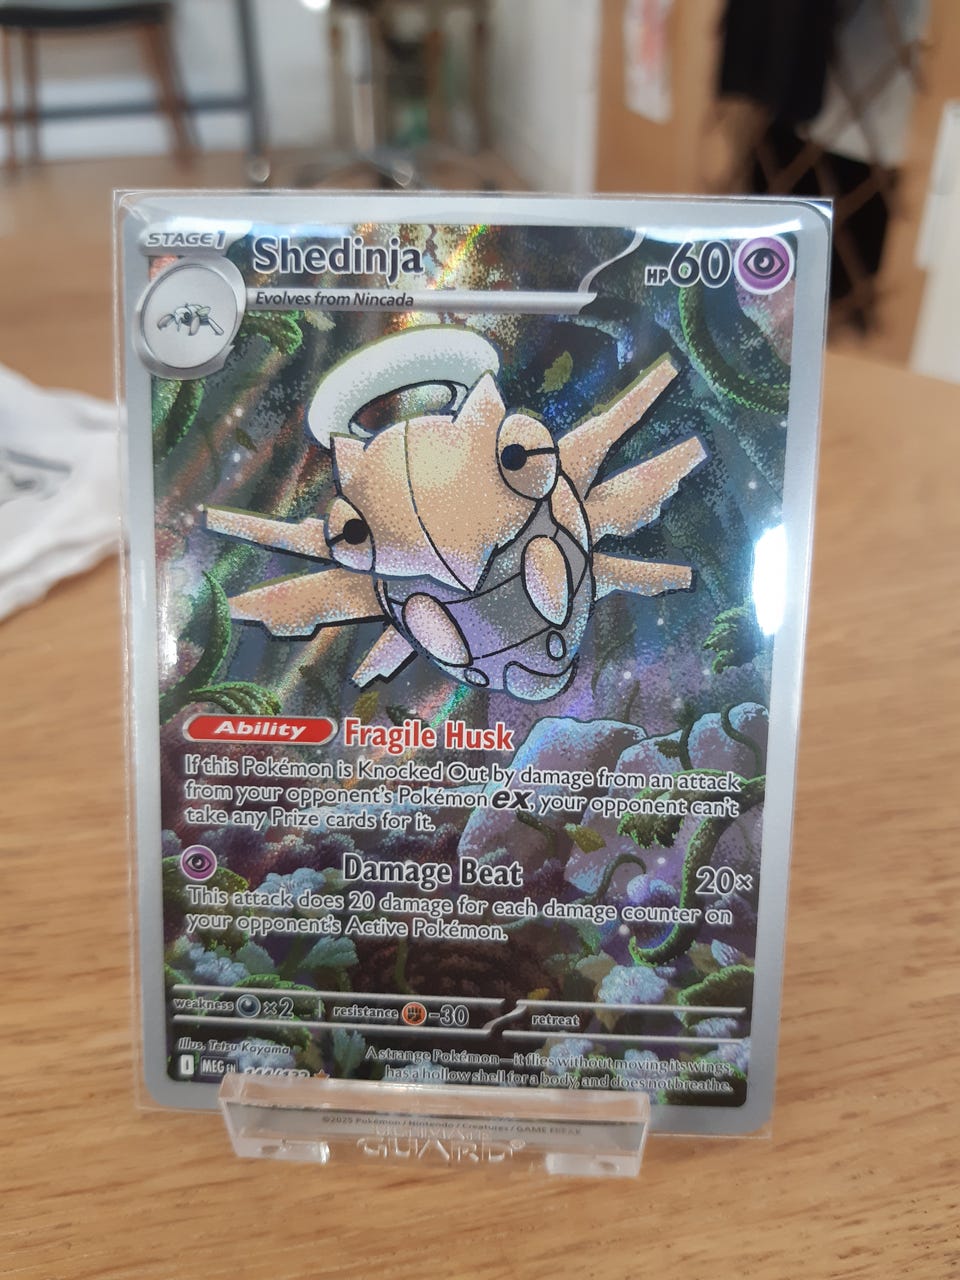 STAGE 1
Shedinja
HP 60
Evolves from Nincada
Ability Fragile Husk
If this Pokémon is Knocked Out by damage from an attack
from your opponent's Pokémon ex, your opponent can't
take any Prize cards for it.
Damage Beat 20×
This attack does 20 damage for each damage counter on
your opponent's Active Pokémon.
weakness ×2 resistance -30 retreat
Illus. Tetsu Kayama
A strange Pokémon—it flies without moving its wings,
has a hollow shell for a body, and does not breathe.
I MEG EN
©2025 Pokémon / Nintendo / Creatures / GAME FREAK
ULTIMATE
GUARD